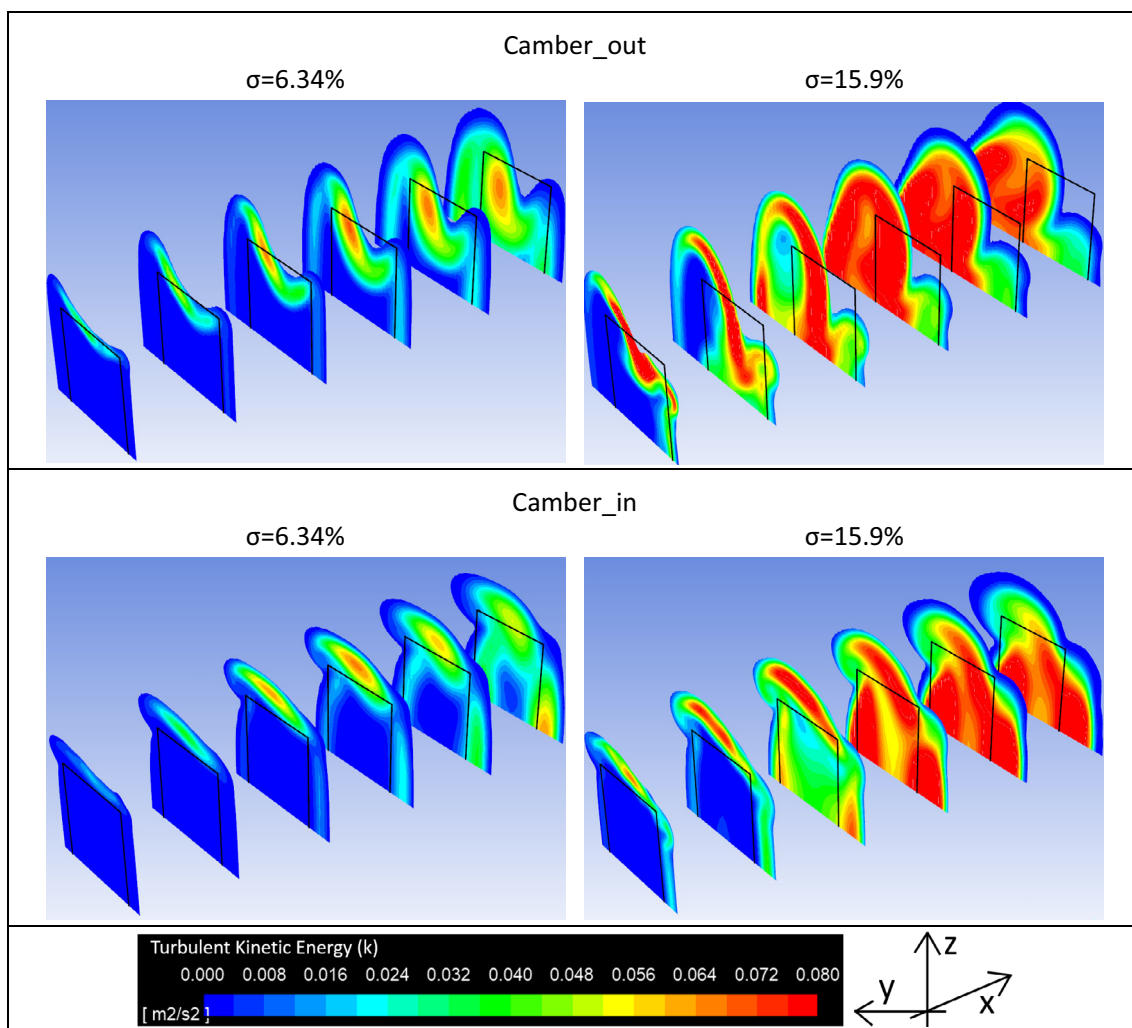 Camber_out
σ=6.34% σ=15.9%
Camber_in
σ=6.34% σ=15.9%
Turbulent Kinetic Energy (k)
0.000 0.008 0.016 0.024 0.032 0.040 0.048 0.056 0.064 0.072 0.080
[ m2/s2 ]
z
y x